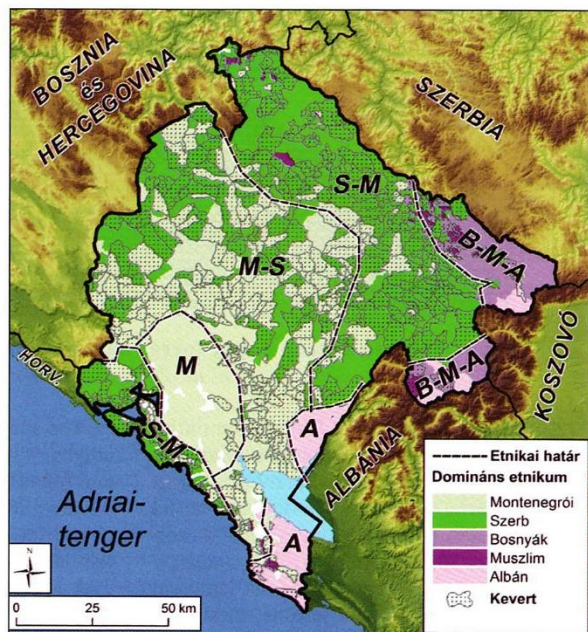 BOSZNIA
és
HERCEGOVINA
SZERBIA
S-M
B-M-A
M-S
M
B-M-A
KOSZOVÓ
HORV.
S-M
A
ALBÁNIA
Adriai-
tenger
A
N
0 25 50 km
Etnikai határ
Domináns etnikum
Montenegrói
Szerb
Bosnyák
Muszlim
Albán
Kevert